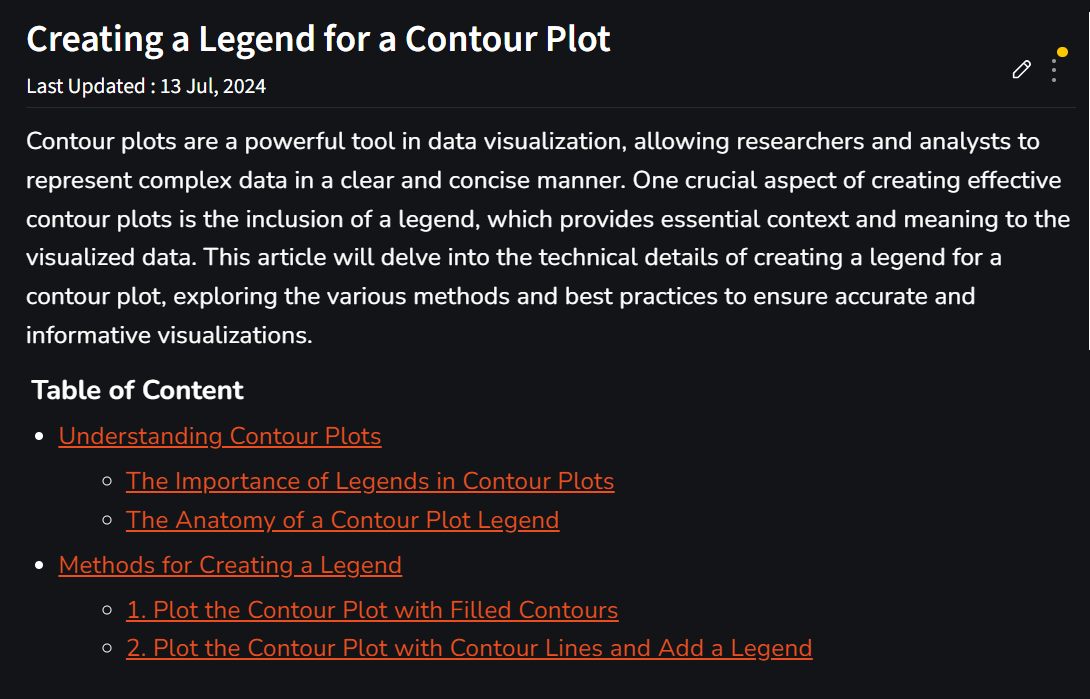 Creating a Legend for a Contour Plot
Last Updated : 13 Jul, 2024
Contour plots are a powerful tool in data visualization, allowing researchers and analysts to
represent complex data in a clear and concise manner. One crucial aspect of creating effective
contour plots is the inclusion of a legend, which provides essential context and meaning to the
visualized data. This article will delve into the technical details of creating a legend for a
contour plot, exploring the various methods and best practices to ensure accurate and
informative visualizations.
Table of Content
Understanding Contour Plots
The Importance of Legends in Contour Plots
The Anatomy of a Contour Plot Legend
Methods for Creating a Legend
1. Plot the Contour Plot with Filled Contours
2. Plot the Contour Plot with Contour Lines and Add a Legend